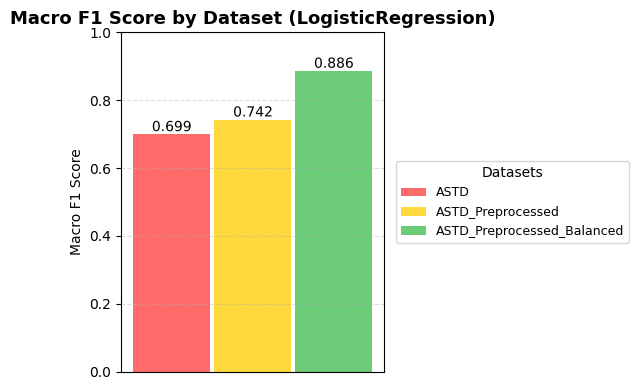 Macro F1 Score by Dataset (LogisticRegression)
1.0
0.8
0.6
0.4
0.2
0.0
Macro F1 Score
0.699
0.742
0.886
Datasets
ASTD
ASTD_Preprocessed
ASTD_Preprocessed_Balanced